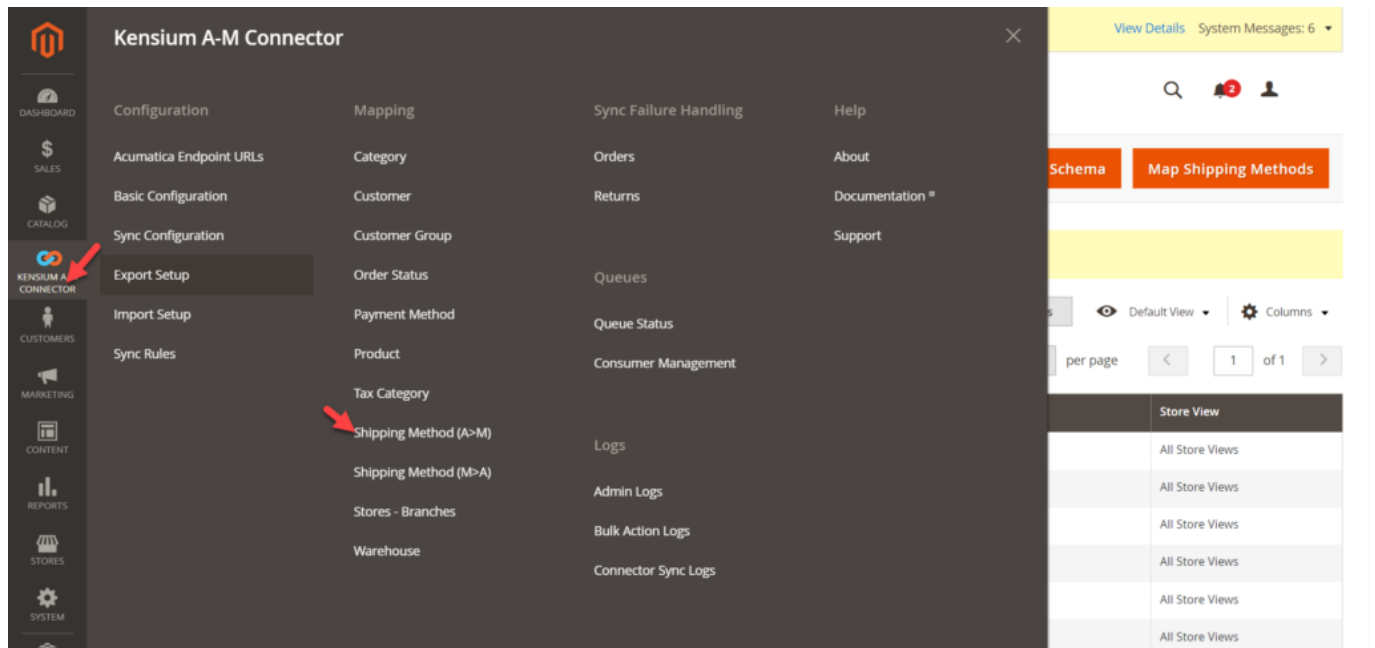 DASHBOARD
SALES
CATALOG
KENSIUM A-
CONNECTOR
CUSTOMERS
MARKETING
CONTENT
REPORTS
STORES
SYSTEM
Kensium A-M Connector
Configuration
Acumatica Endpoint URLs
Basic Configuration
Sync Configuration
Export Setup
Import Setup
Sync Rules
Mapping
Category
Customer
Customer Group
Order Status
Payment Method
Product
Tax Category
Shipping Method (A>M)
Shipping Method (M>A)
Stores - Branches
Warehouse
Sync Failure Handling
Orders
Returns
Queues
Queue Status
Consumer Management
Logs
Admin Logs
Bulk Action Logs
Connector Sync Logs
Help
About
Documentation
Support
View Details System Messages: 6
2
Schema Map Shipping Methods
s Default View Columns
per page 1 of 1
Store View
All Store Views
All Store Views
All Store Views
All Store Views
All Store Views
All Store Views